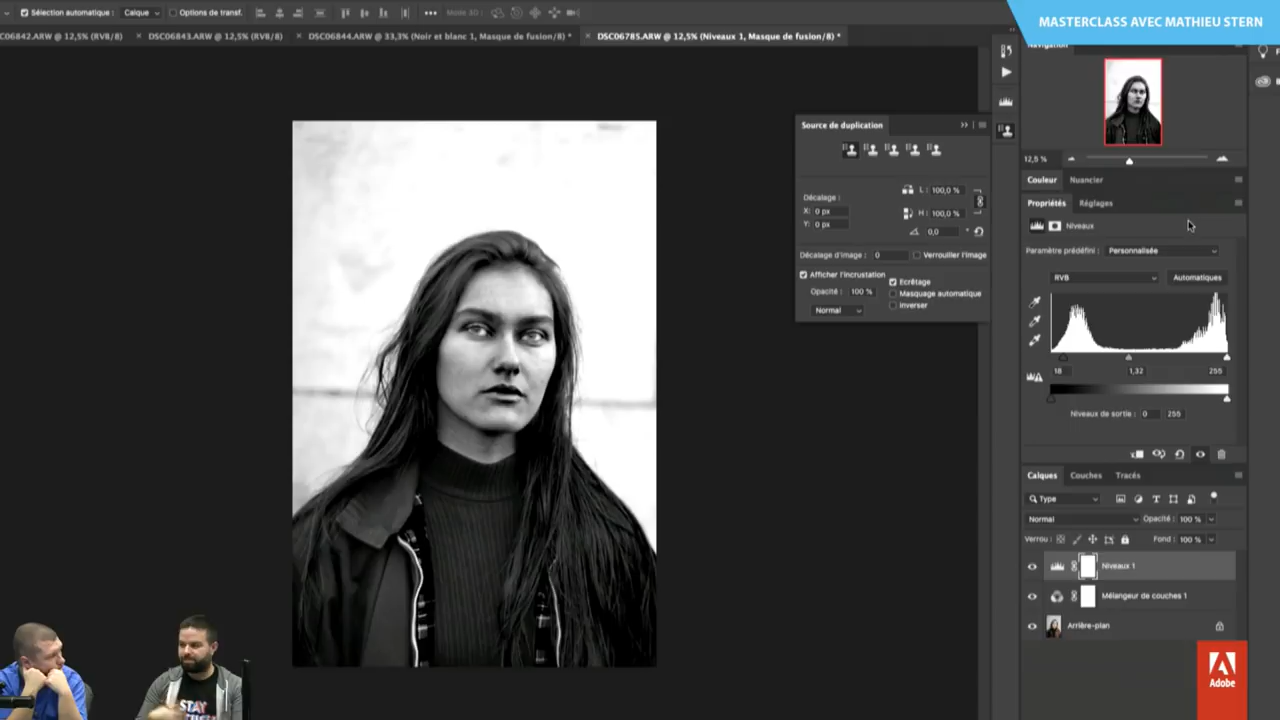 MASTERCLASS AVEC MATHIEU STERN
Sélection automatique : Calque Options de transf. Mode 3D :
C06842.ARW @ 12,5% (RVB/8) DSC06843.ARW @ 12,5% (RVB/8) DSC06844.ARW @ 33,3% (Noir et blanc 1, Masque de fusion/8) * DSC06785.ARW @ 12,5% (Niveaux 1, Masque de fusion/8) *
Navigation
12,5 %
Couleur Nuancier
Propriétés Réglages
Niveaux
Paramètre prédéfini : Personnalisée
RVB Automatiques
18 1,32 255
Niveaux de sortie : 0 255
Source de duplication
Décalage :
X: 0 px
Y: 0 px
L : 100,0 %
H : 100,0 %
0,0 °
Décalage d'image : 0 Verrouiller l'image
Afficher l'incrustation
Opacité : 100 %
Normal
Ecrêtage
Masquage automatique
Inverser
Calques Couches Tracés
Type
Normal Opacité : 100 %
Verrou : Fond : 100 %
Niveaux 1
Mélangeur de couches 1
Arrière-plan
STAY
Adobe